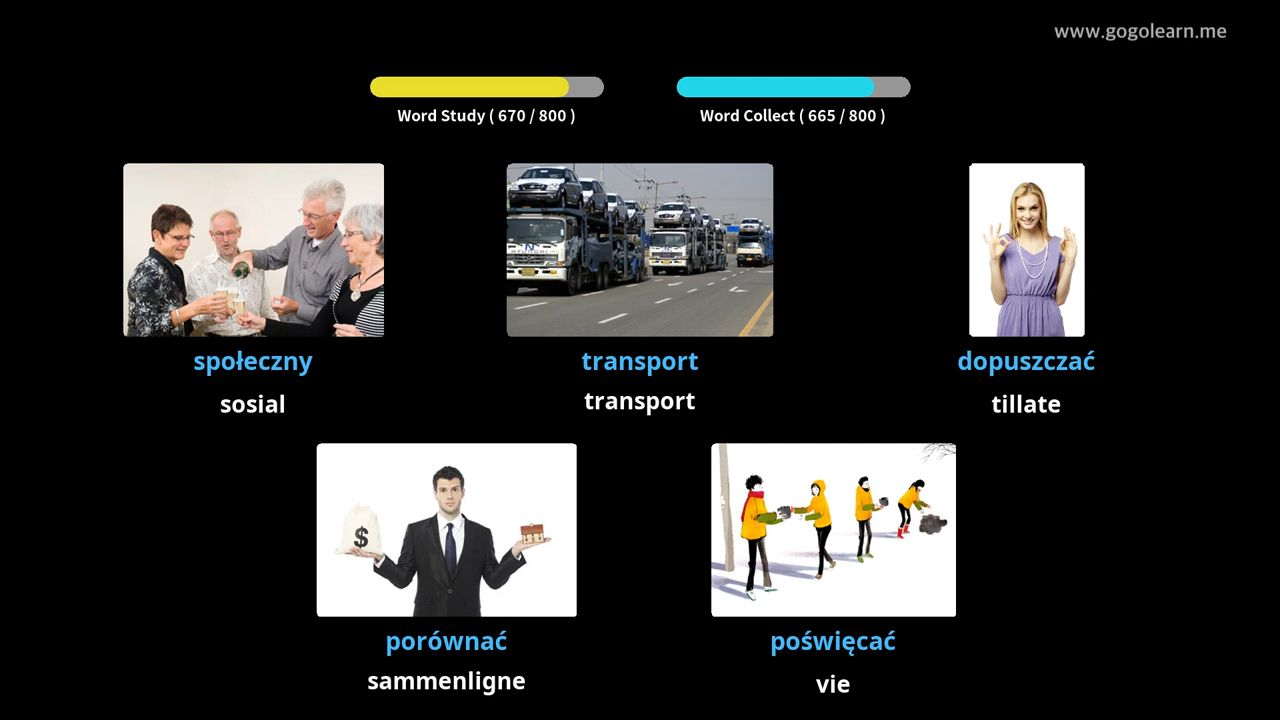 www.gogolearn.me
Word Study ( 670 / 800 )
Word Collect ( 665 / 800 )
społeczny
transport
dopuszczać
sosial
transport
tillate
porównać
poświęcać
sammenligne
vie